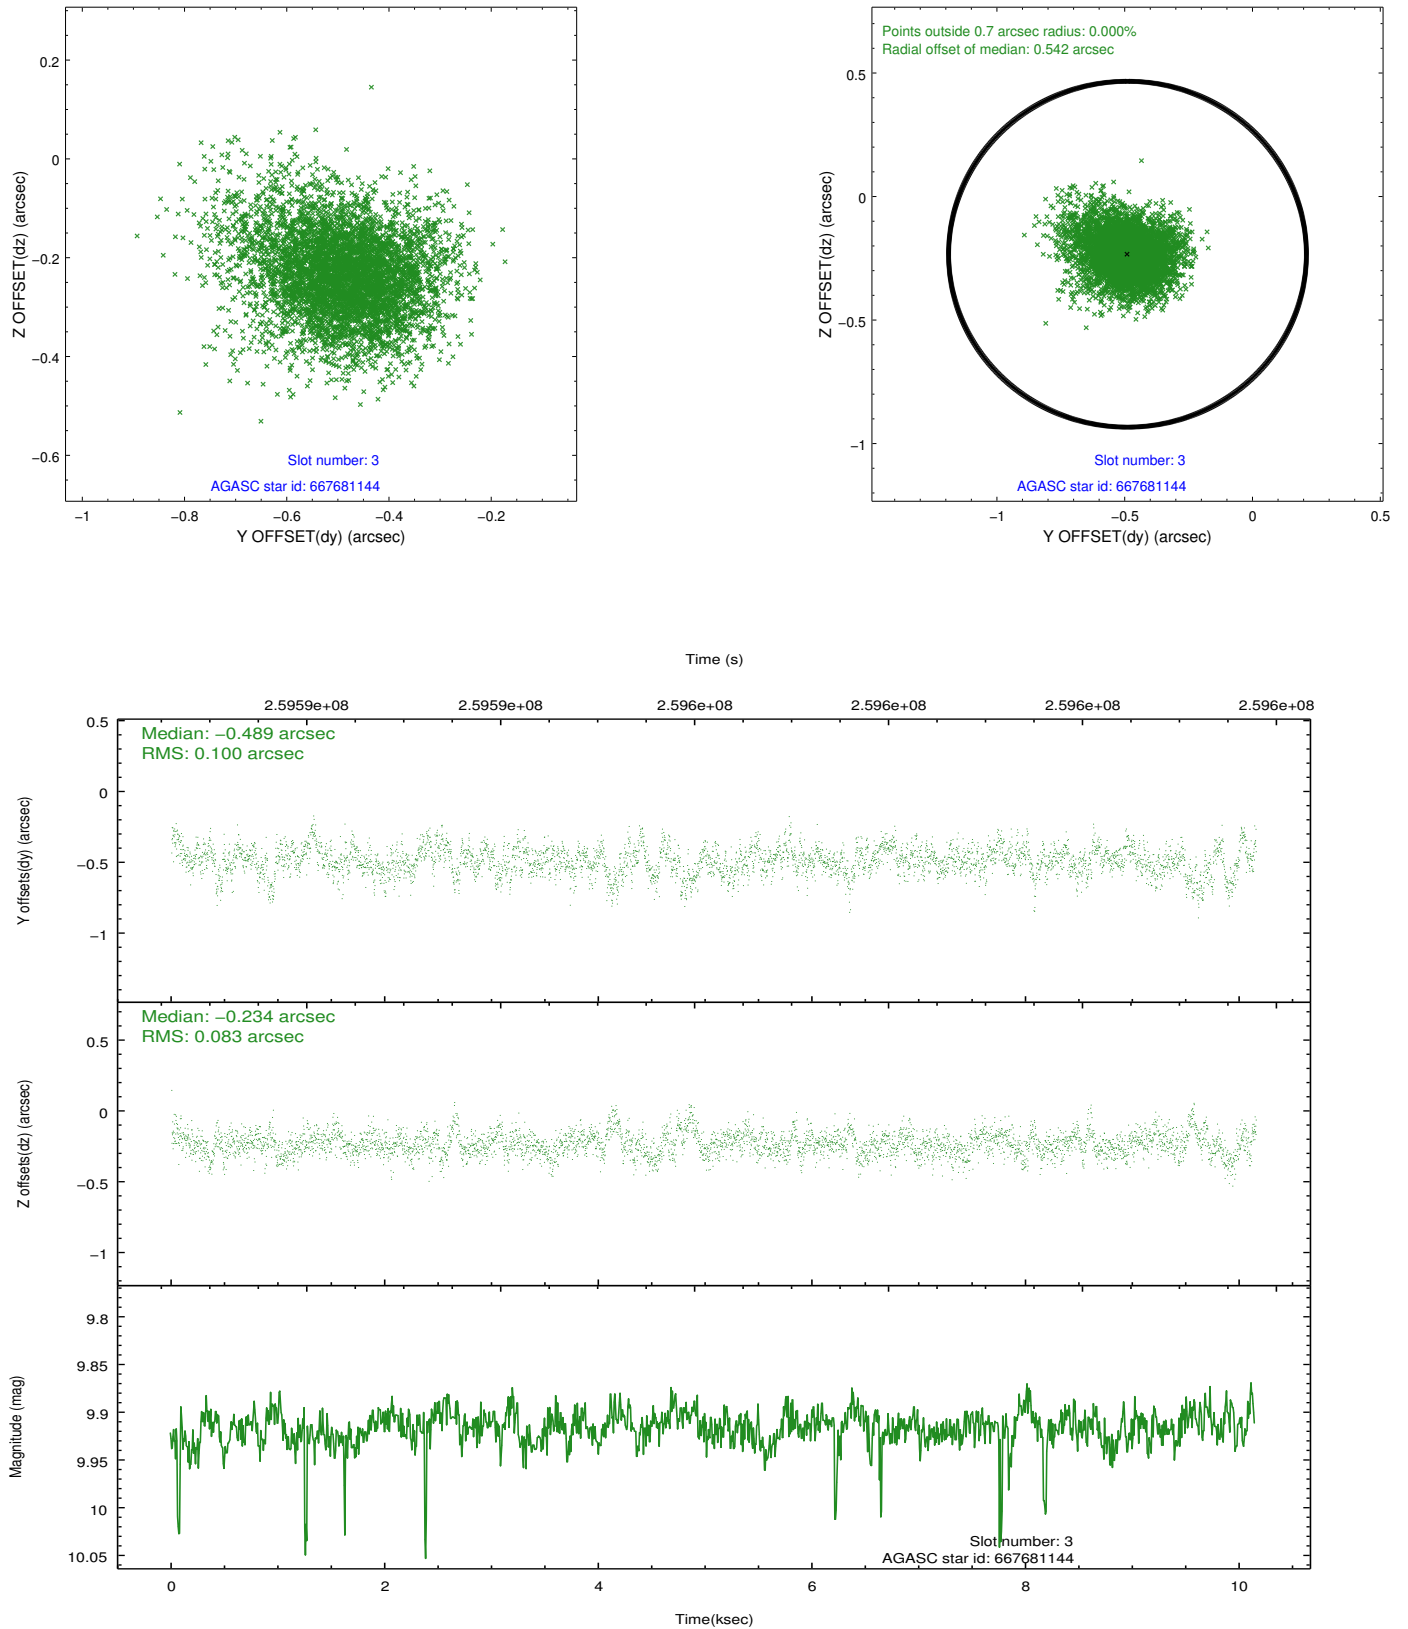 0.2
0
−0.2
−0.4
−0.6
Z OFFSET(dz) (arcsec)
Slot number: 3
AGASC star id: 667681144
−1
−0.8
−0.6
−0.4
−0.2
Y OFFSET(dy) (arcsec)
Points outside 0.7 arcsec radius: 0.000%
Radial offset of median: 0.542 arcsec
0.5
0
−0.5
−1
Z OFFSET(dz) (arcsec)
Slot number: 3
AGASC star id: 667681144
−1
−0.5
0
0.5
Y OFFSET(dy) (arcsec)
Time (s)
2.5959e+08
2.5959e+08
2.596e+08
2.596e+08
2.596e+08
2.596e+08
Median: −0.489 arcsec
RMS: 0.100 arcsec
0.5
0
−0.5
−1
Y offsets(dy) (arcsec)
Median: −0.234 arcsec
RMS: 0.083 arcsec
0.5
0
−0.5
−1
Z offsets(dz) (arcsec)
9.8
9.85
9.9
9.95
10
10.05
Magnitude (mag)
Slot number: 3
AGASC star id: 667681144
0
2
4
6
8
10
Time(ksec)